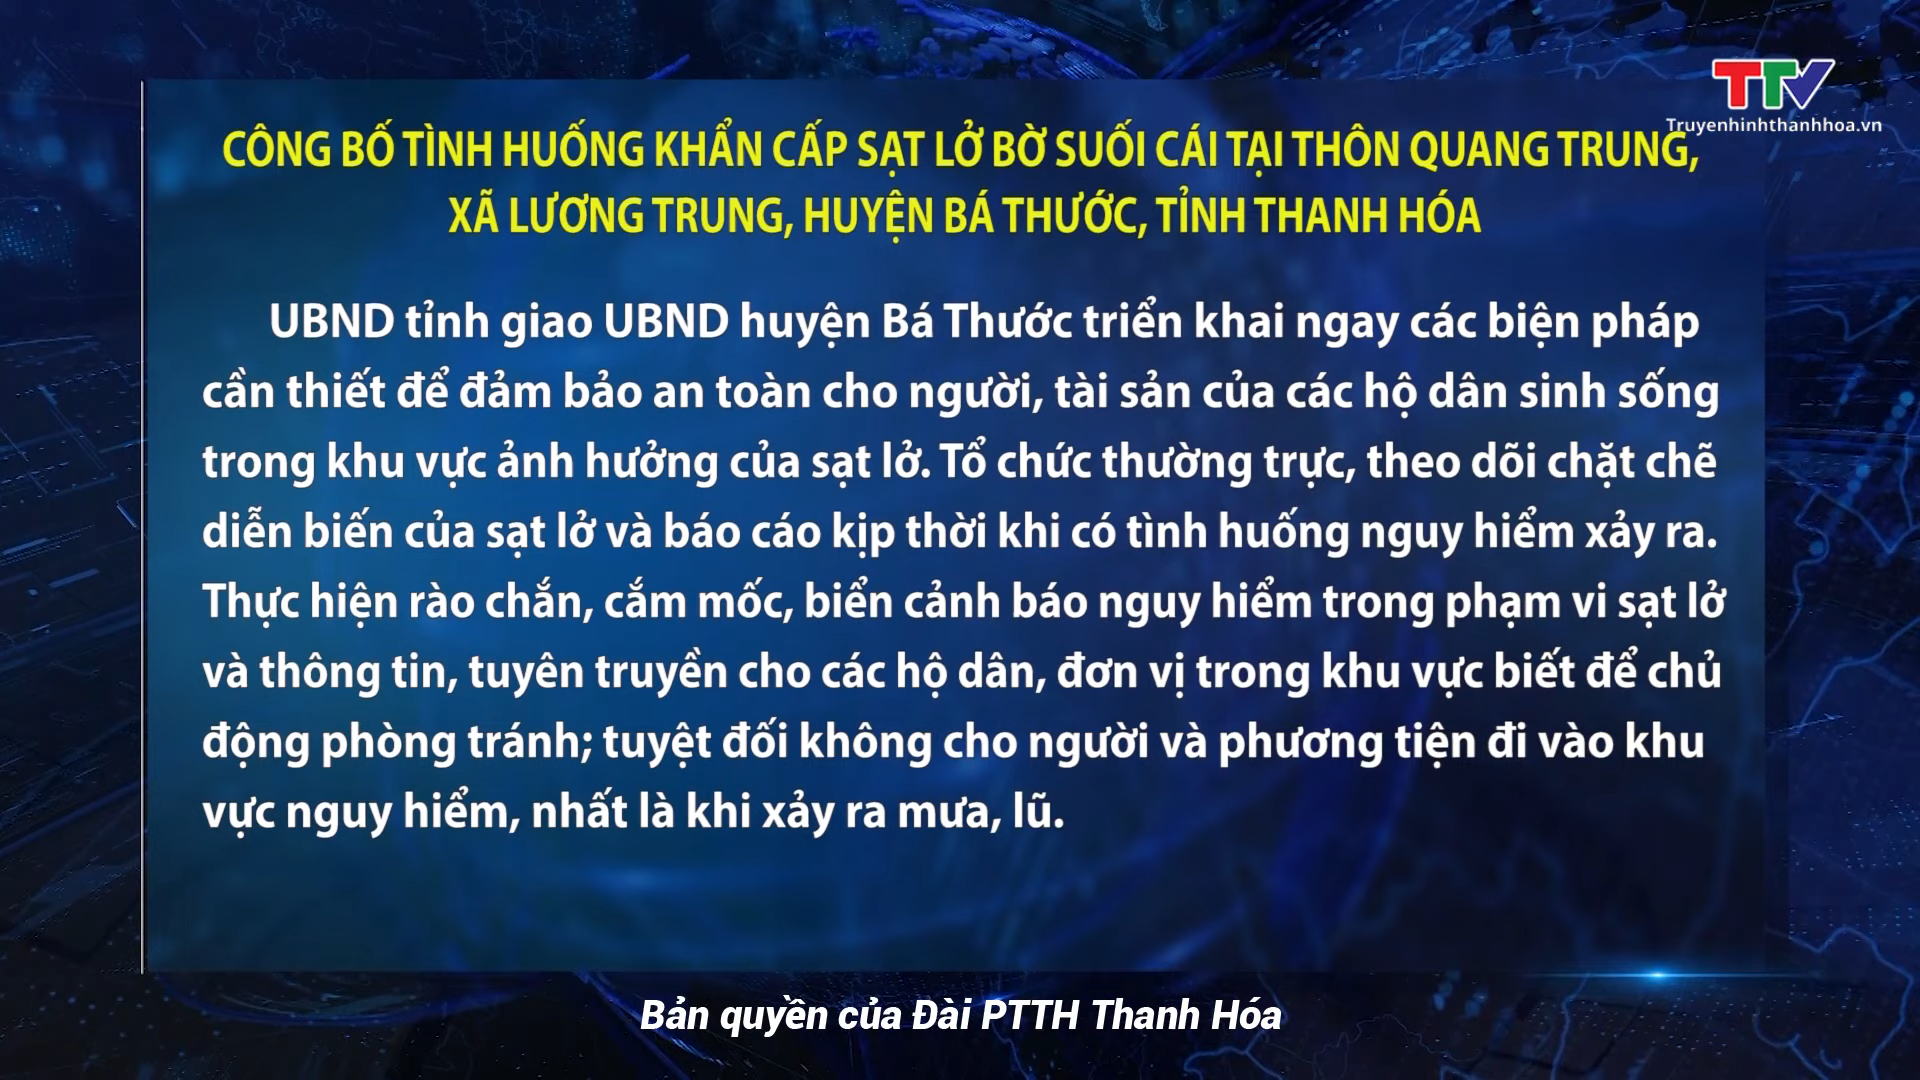 TTV
Truyenhinhthanhhoa.vn
CÔNG BỐ TÌNH HUỐNG KHẨN CẤP SẠT LỞ BỜ SUỐI CÁI TẠI THÔN QUANG TRUNG,
XÃ LƯƠNG TRUNG, HUYỆN BÁ THƯỚC, TỈNH THANH HÓA
UBND tỉnh giao UBND huyện Bá Thước triển khai ngay các biện pháp
cần thiết để đảm bảo an toàn cho người, tài sản của các hộ dân sinh sống
trong khu vực ảnh hưởng của sạt lở. Tổ chức thường trực, theo dõi chặt chẽ
diễn biến của sạt lở và báo cáo kịp thời khi có tình huống nguy hiểm xảy ra.
Thực hiện rào chắn, cắm mốc, biển cảnh báo nguy hiểm trong phạm vi sạt lở
và thông tin, tuyên truyền cho các hộ dân, đơn vị trong khu vực biết để chủ
động phòng tránh; tuyệt đối không cho người và phương tiện đi vào khu
vực nguy hiểm, nhất là khi xảy ra mưa, lũ.
Bản quyền của Đài PTTH Thanh Hóa